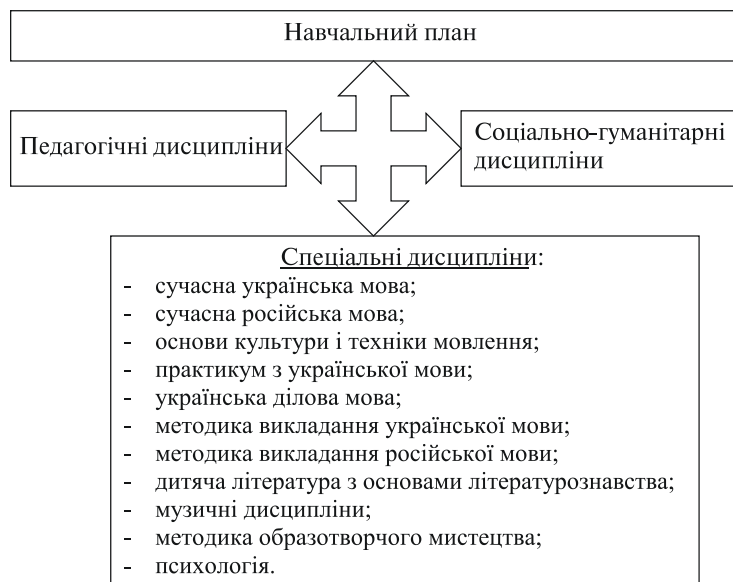 Навчальний план
Педагогічні дисципліни
Соціально-гуманітарні
дисципліни
Спеціальні дисципліни:
- сучасна українська мова;
- сучасна російська мова;
- основи культури і техніки мовлення;
- практикум з української мови;
- українська ділова мова;
- методика викладання української мови;
- методика викладання російської мови;
- дитяча література з основами літературознавства;
- музичні дисципліни;
- методика образотворчого мистецтва;
- психологія.